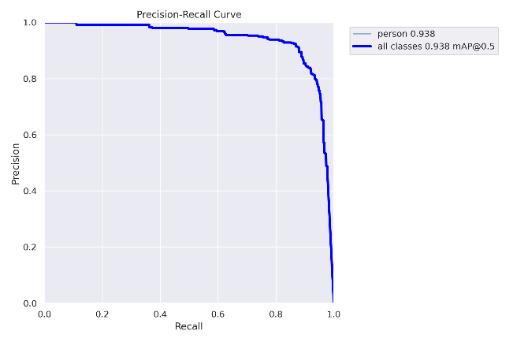 Precision-Recall Curve
person 0.938
all classes 0.938 mAP@0.5
1.0
0.8
0.6
0.4
0.2
0.0
Precision
0.0 0.2 0.4 0.6 0.8 1.0
Recall